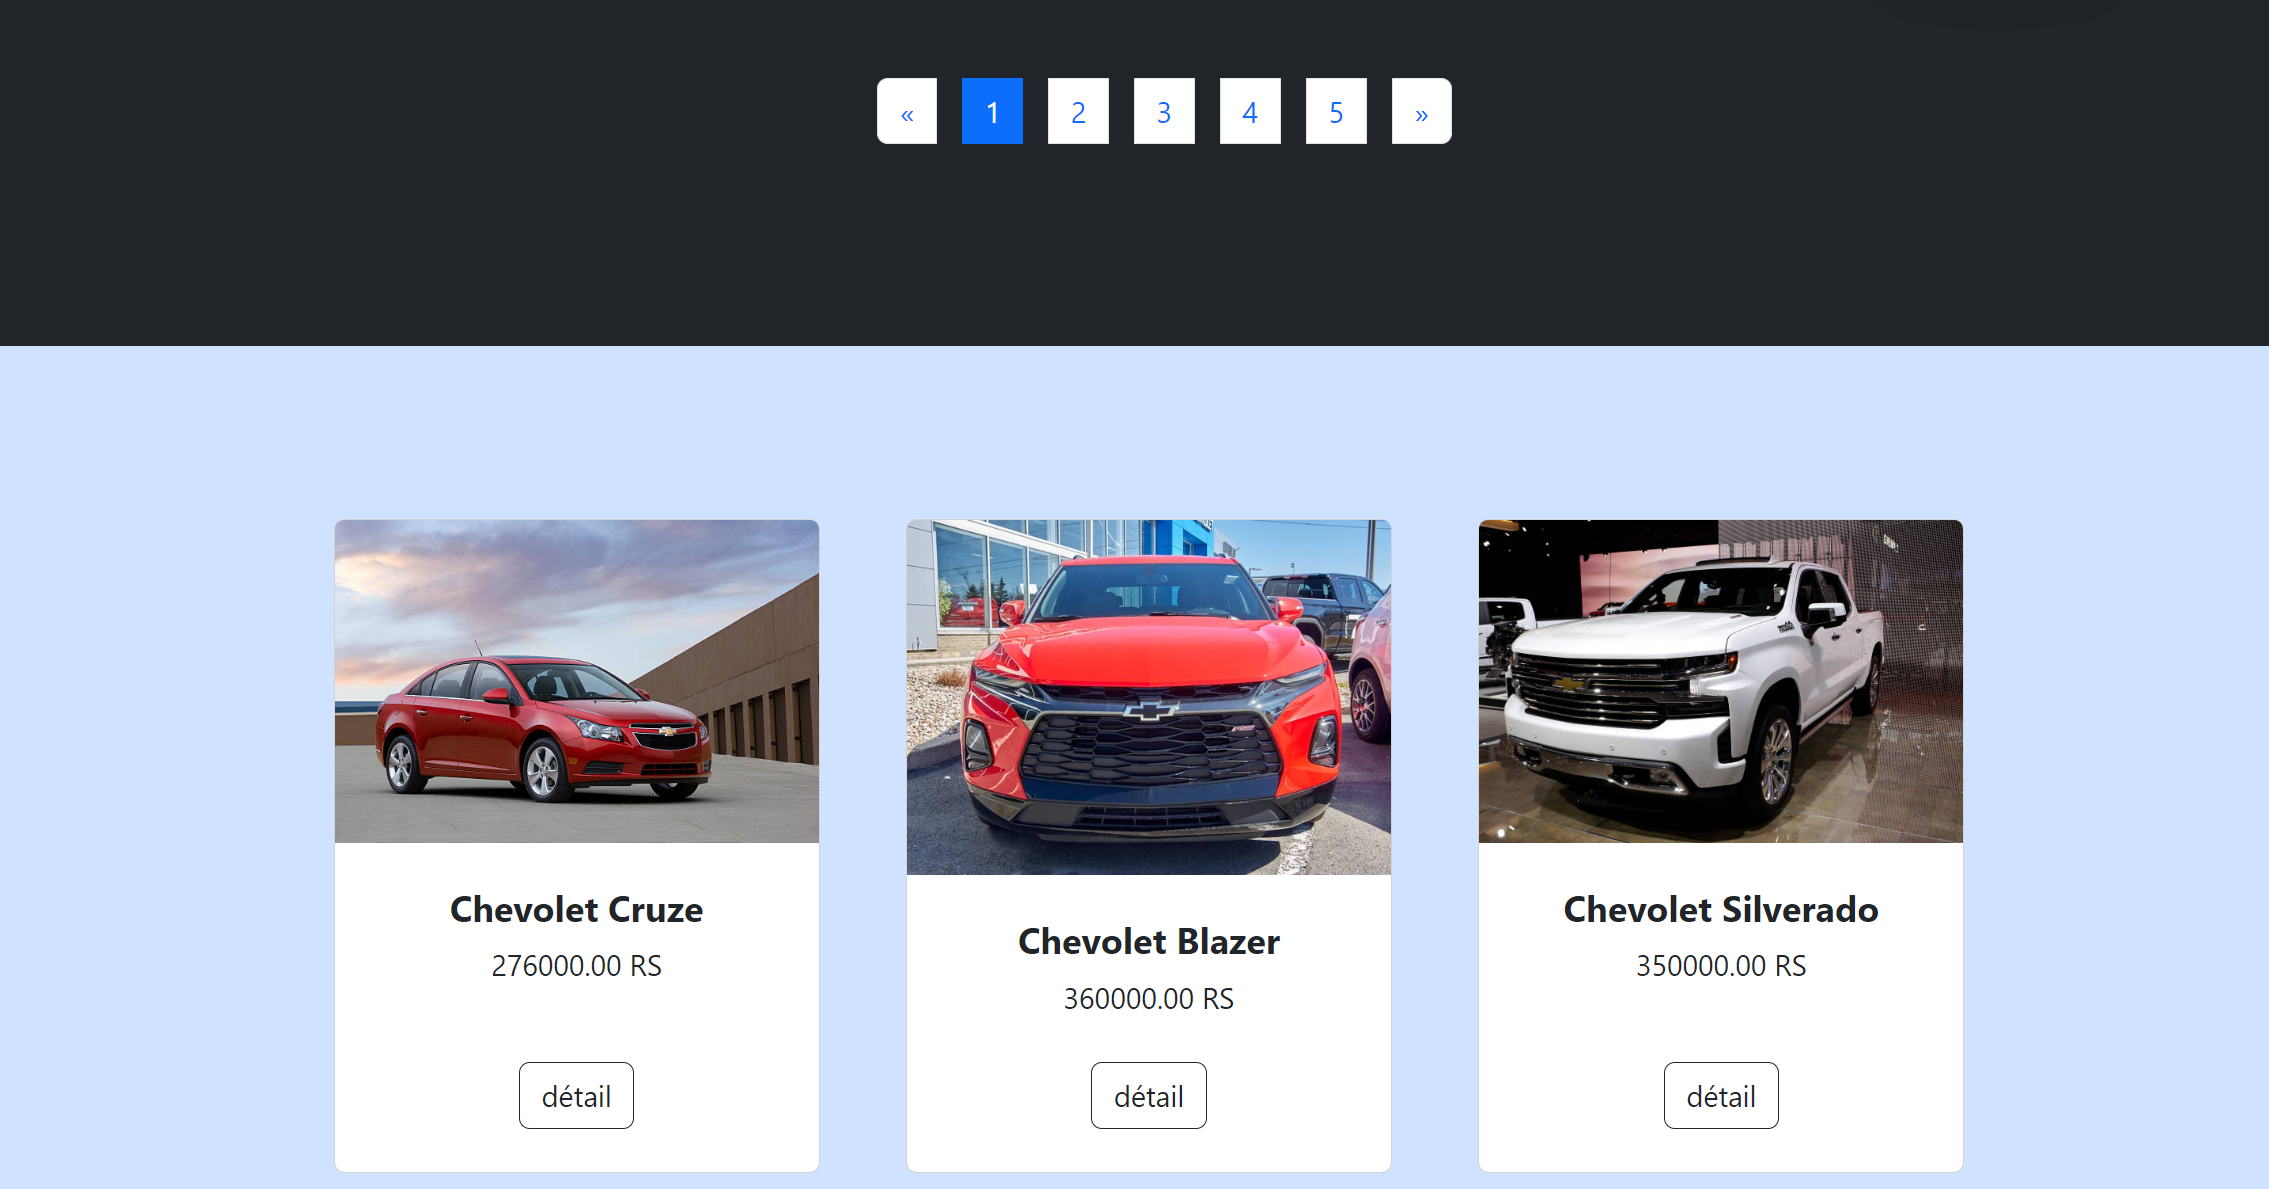 « 1 2 3 4 5 »
Chevolet Cruze
276000.00 RS
détail
Chevolet Blazer
360000.00 RS
détail
Chevolet Silverado
350000.00 RS
détail